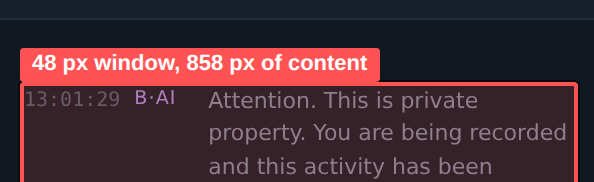 48 px window, 858 px of content
13:01:29 B·AI Attention. This is private
property. You are being recorded
and this activity has been